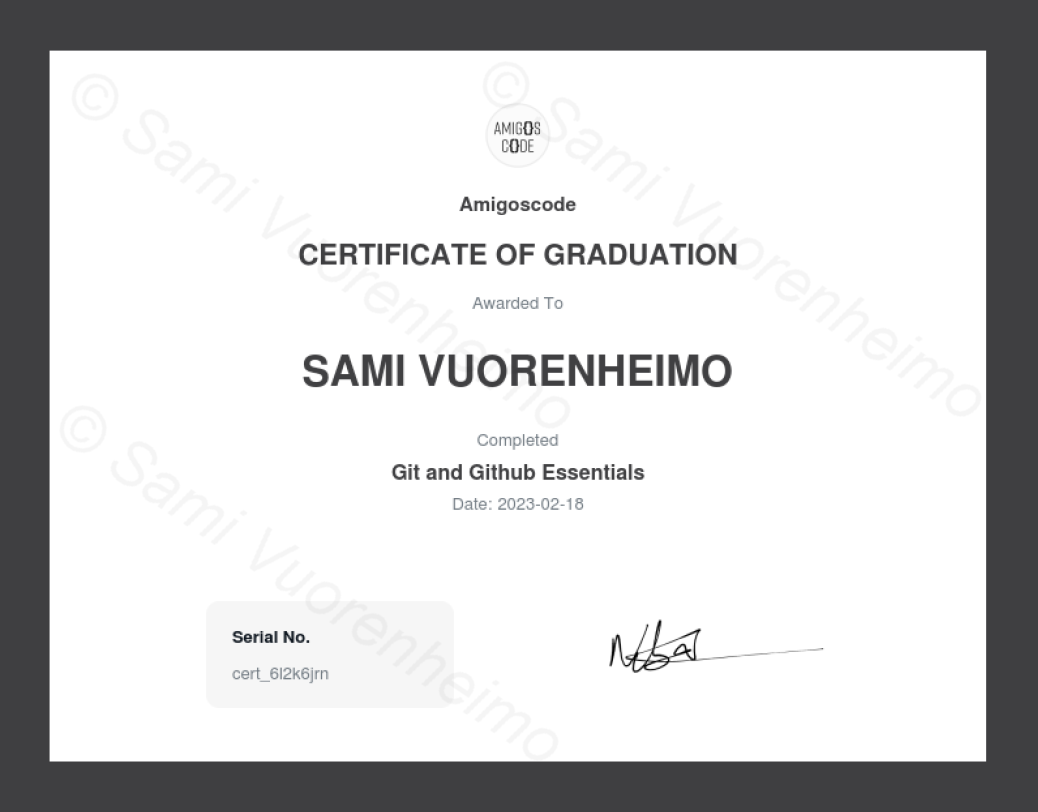 AMIGOS
CODE
Amigoscode
CERTIFICATE OF GRADUATION
Awarded To
SAMI VUORENHEIMO
Completed
Git and Github Essentials
Date: 2023-02-18
Serial No.
cert_6l2k6jrn
© Sami Vuorenheimo
© Sami Vuorenheimo
© Sami Vuorenheimo